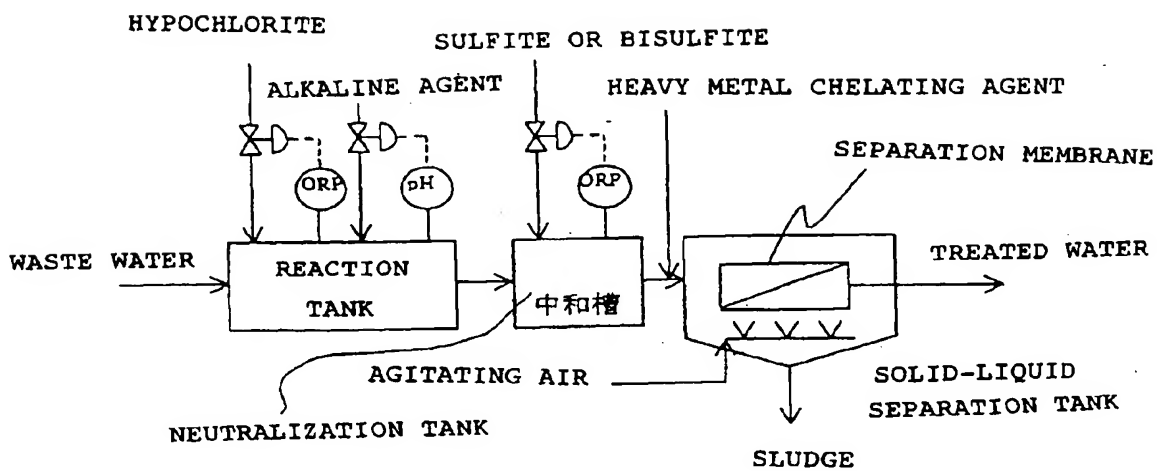 HYPOCHLORITE
SULFITE OR BISULFITE
ALKALINE AGENT
HEAVY METAL CHELATING AGENT
SEPARATION MEMBRANE
ORP
pH
ORP
WASTE WATER
REACTION
TANK
中和槽
TREATED WATER
AGITATING AIR
SOLID-LIQUID
SEPARATION TANK
NEUTRALIZATION TANK
SLUDGE